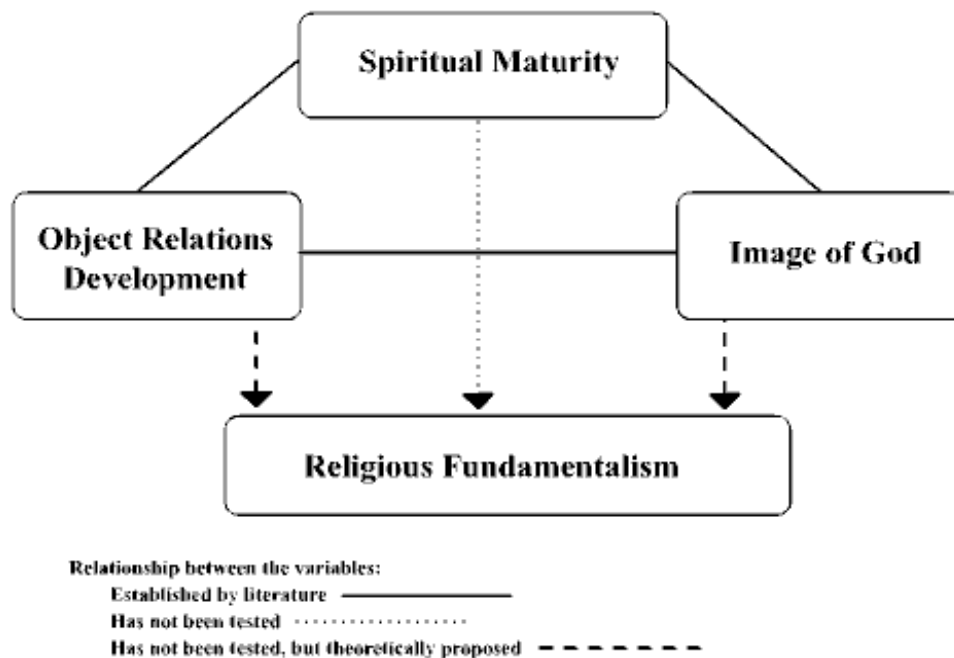 Spiritual Maturity
Object Relations
Development
Image of God
Religious Fundamentalism
Relationship between the variables:
Established by literature
Has not been tested
Has not been tested, but theoretically proposed